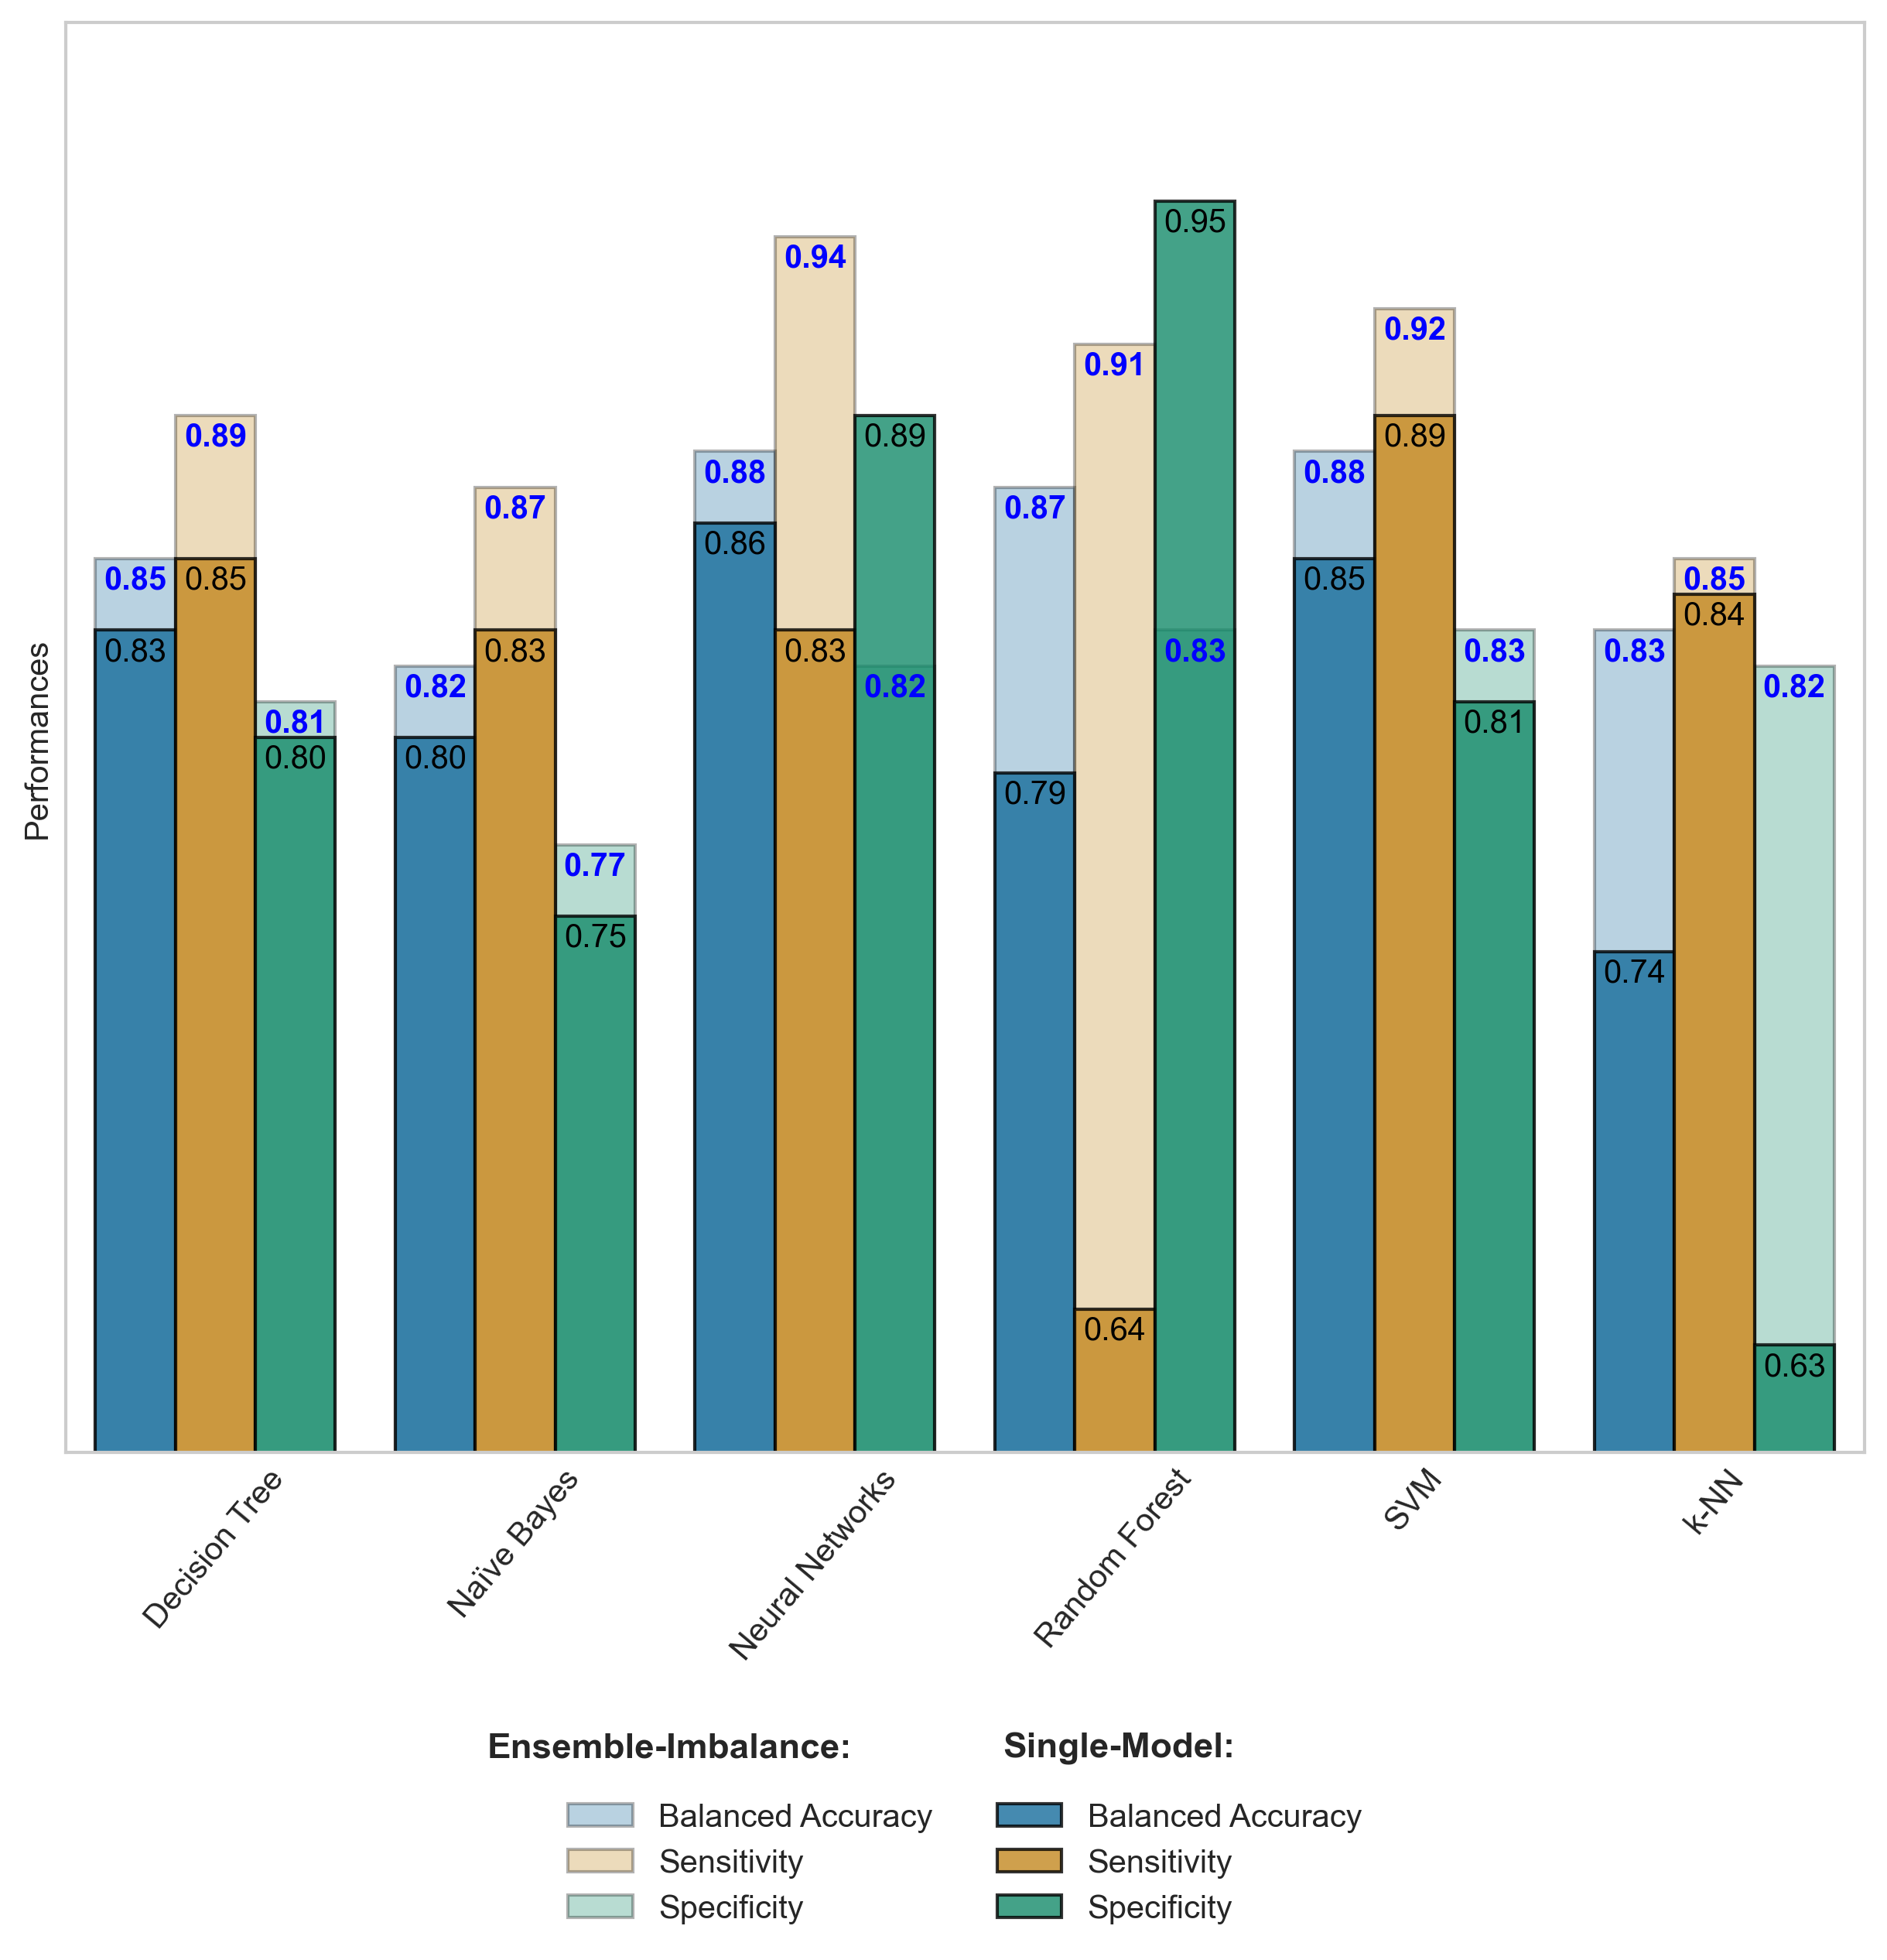 Performances
0.85
0.83
0.89
0.85
0.81
0.80
0.82
0.80
0.87
0.83
0.77
0.75
0.88
0.86
0.94
0.83
0.89
0.82
0.87
0.79
0.91
0.64
0.95
0.83
0.88
0.85
0.92
0.89
0.83
0.81
0.83
0.74
0.85
0.84
0.82
0.63
Decision Tree
Naïve Bayes
Neural Networks
Random Forest
SVM
k-NN
Ensemble-Imbalance:
Balanced Accuracy
Sensitivity
Specificity
Single-Model:
Balanced Accuracy
Sensitivity
Specificity